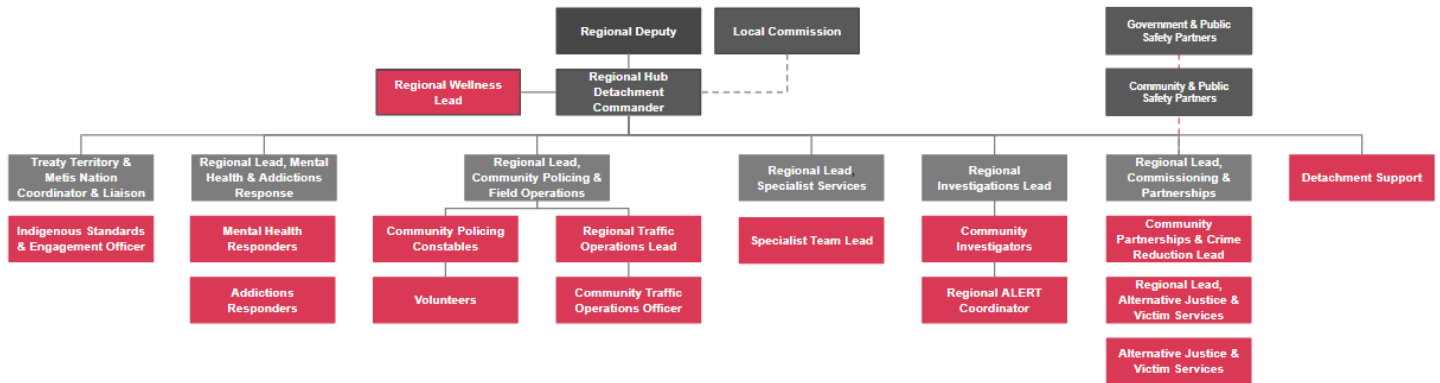 Regional Deputy
Local Commission
Government & Public
Safety Partners
Regional Wellness
Lead
Regional Hub
Detachment
Commander
Community & Public
Safety Partners
Treaty Territory &
Metis Nation
Coordinator & Liaison
Regional Lead, Mental
Health & Addictions
Response
Regional Lead,
Community Policing &
Field Operations
Regional Lead,
Specialist Services
Regional
Investigations Lead
Regional Lead,
Commissioning &
Partnerships
Detachment Support
Indigenous Standards
& Engagement Officer
Mental Health
Responders
Community Policing
Constables
Regional Traffic
Operations Lead
Specialist Team Lead
Community
Investigators
Community
Partnerships & Crime
Reduction Lead
Addictions
Responders
Volunteers
Community Traffic
Operations Officer
Regional ALERT
Coordinator
Regional Lead,
Alternative Justice &
Victim Services
Alternative Justice &
Victim Services